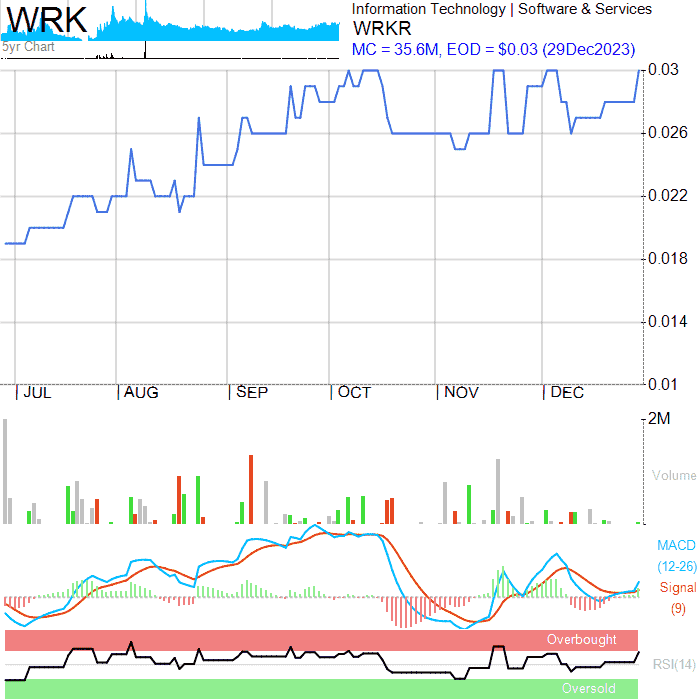 WRK
5yr Chart
Information Technology | Software & Services
WRKR
MC = 35.6M, EOD = $0.03 (29Dec2023)
0.03
0.026
0.022
0.018
0.014
0.01
JUL AUG SEP OCT NOV DEC
2M
Volume
MACD
(12-26)
Signal
(9)
Overbought
RSI(14)
Oversold